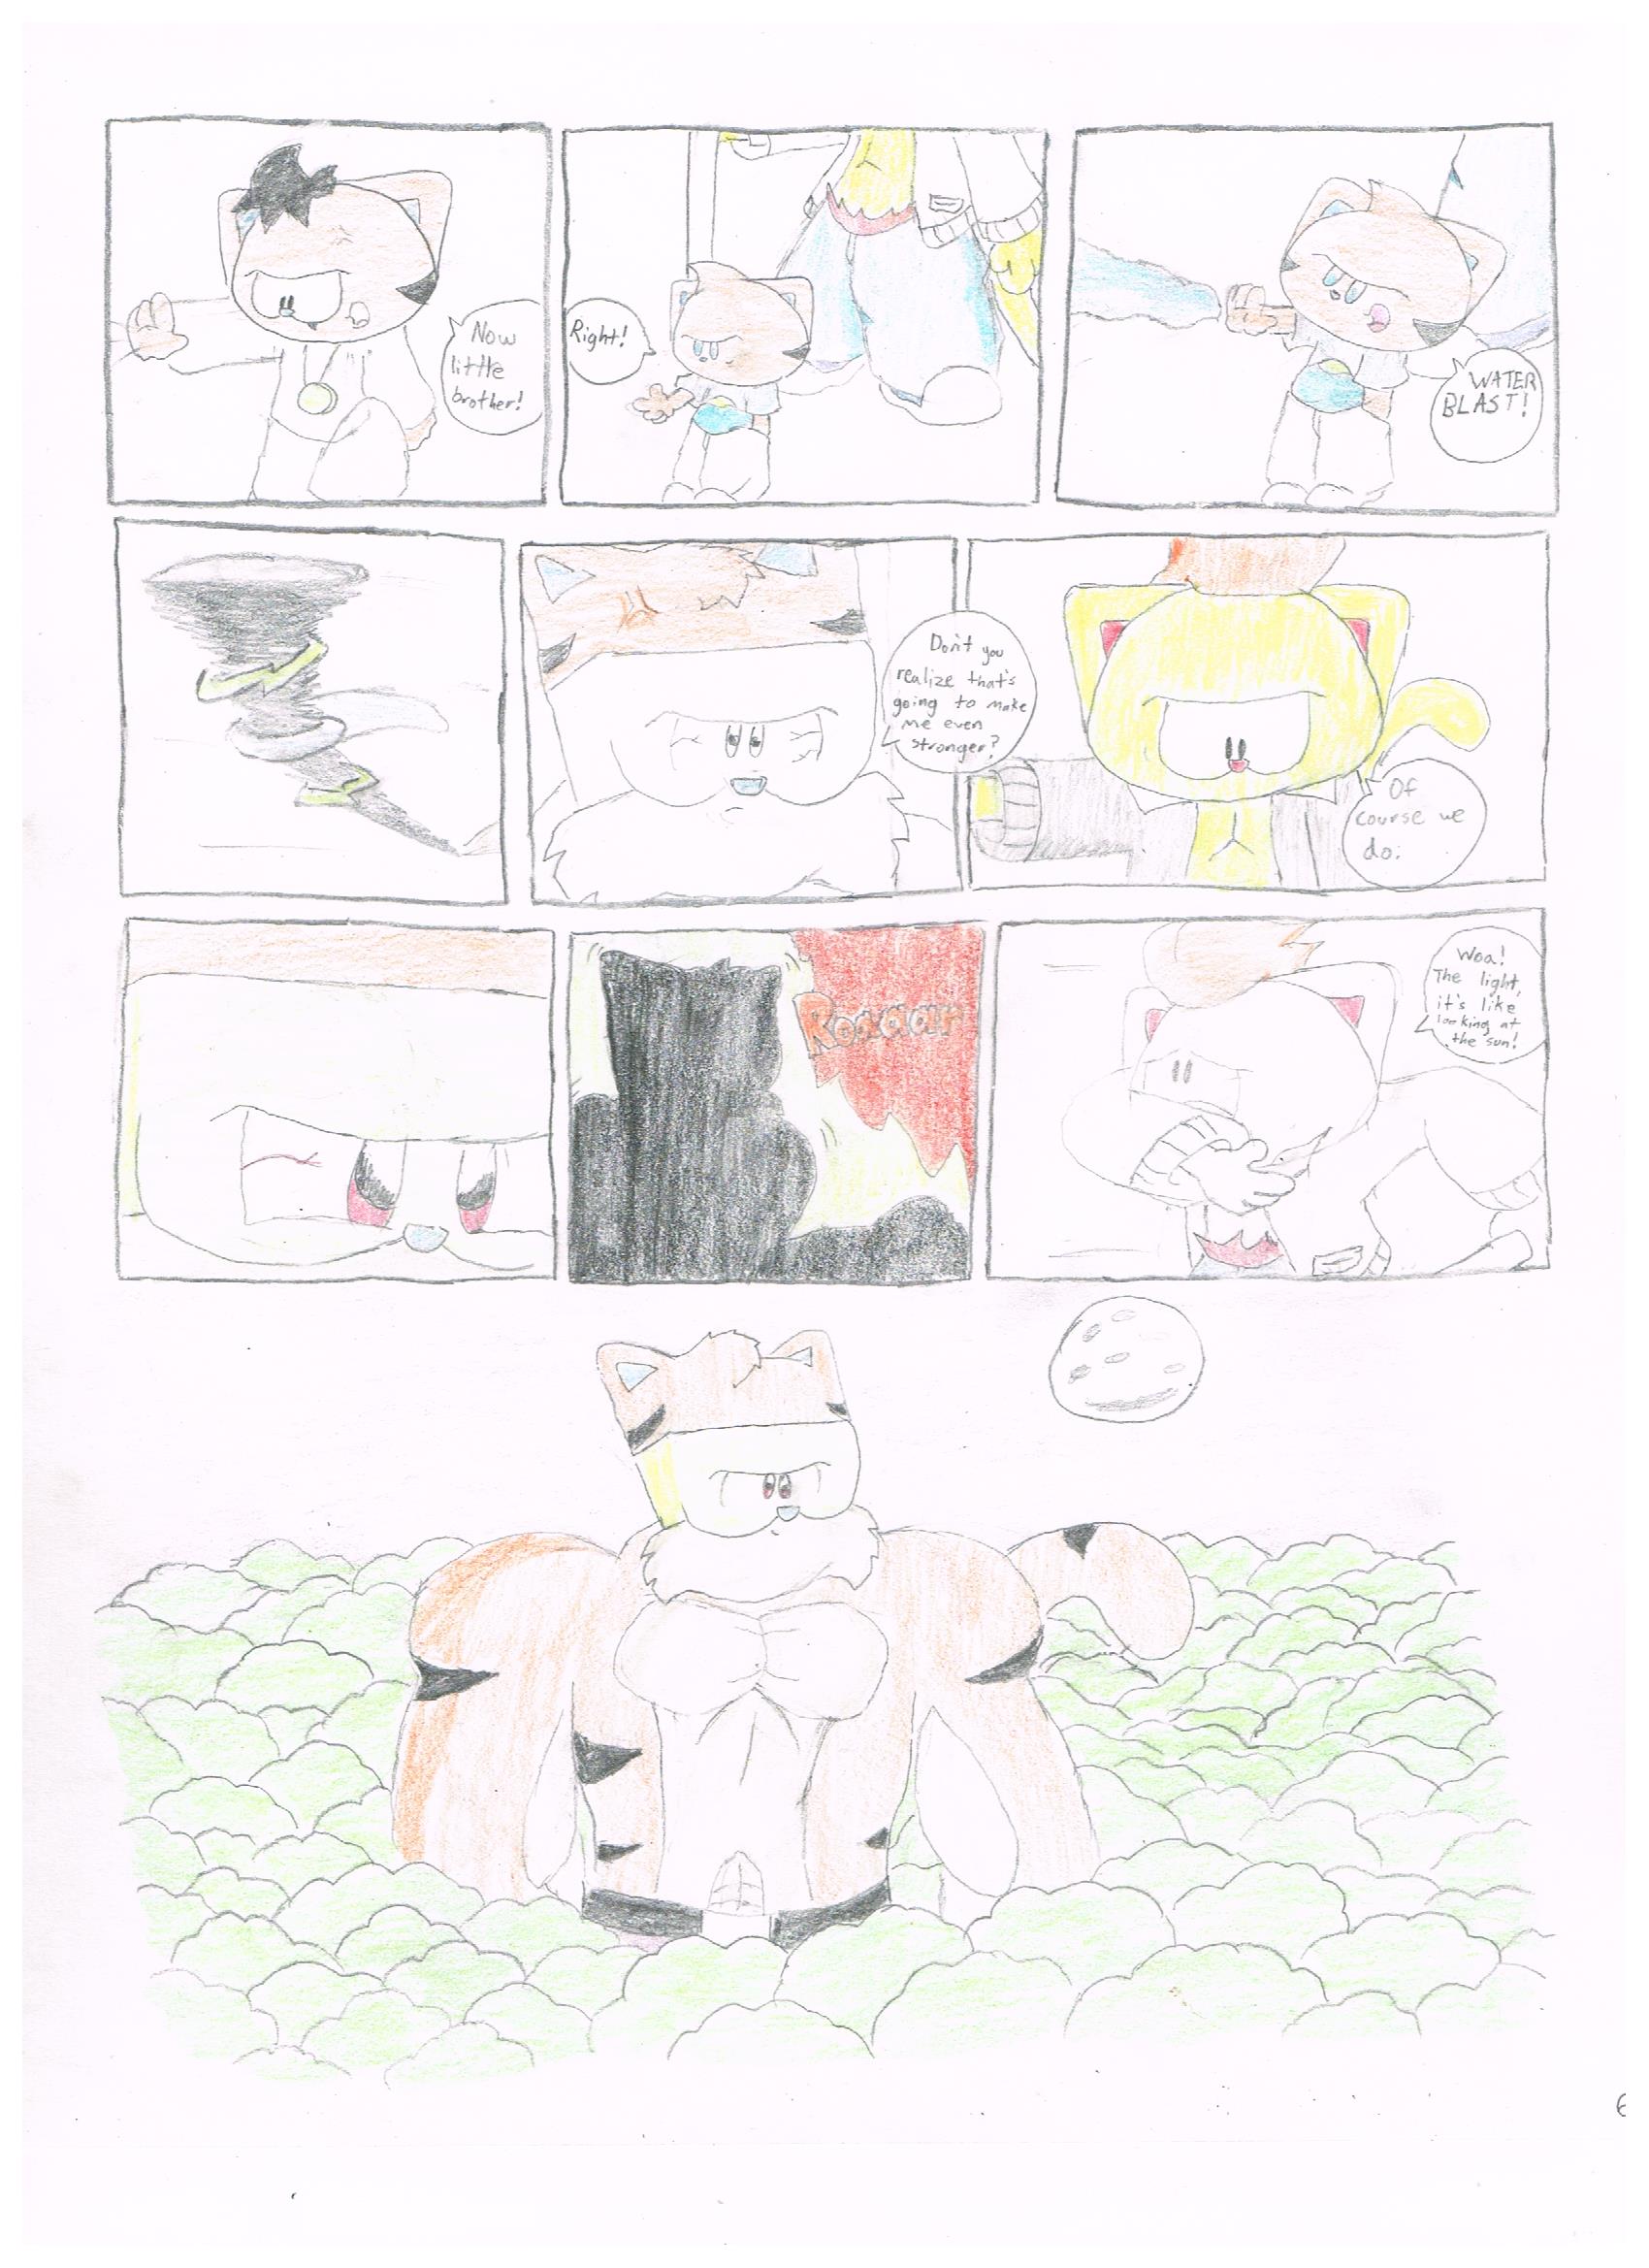 Now
little
brother!
Right!
WATER
BLAST!
Don't you
realize that's
going to make
me even
stronger?
Of
course we
do.
Roaaar
Woa!
The light,
it's like
looking at
the sun!
6